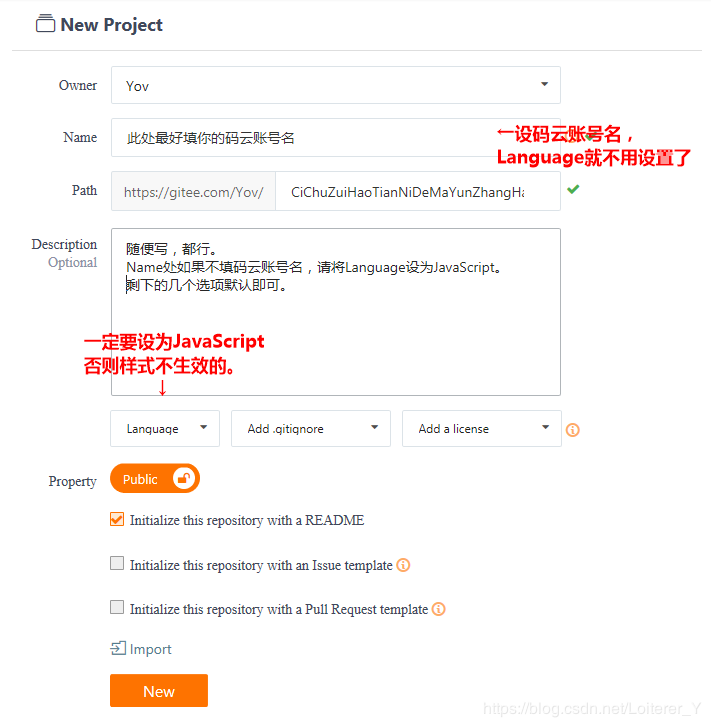 New Project
Owner
Yov
Name
此处最好填你的码云账号名
←设码云账号名，
Language就不用设置了
Path
https://gitee.com/Yov/
CiChuZuiHaoTianNiDeMaYunZhangHa
Description
Optional
随便写，都行。
Name处如果不填码云账号名，请将Language设为JavaScript。
剩下的几个选项默认即可。
一定要设为JavaScript
否则样式不生效的。
↓
Language
Add .gitignore
Add a license
Property
Public
Initialize this repository with a README
Initialize this repository with an Issue template
Initialize this repository with a Pull Request template
Import
New
https://blog.csdn.net/Loiterer_Y